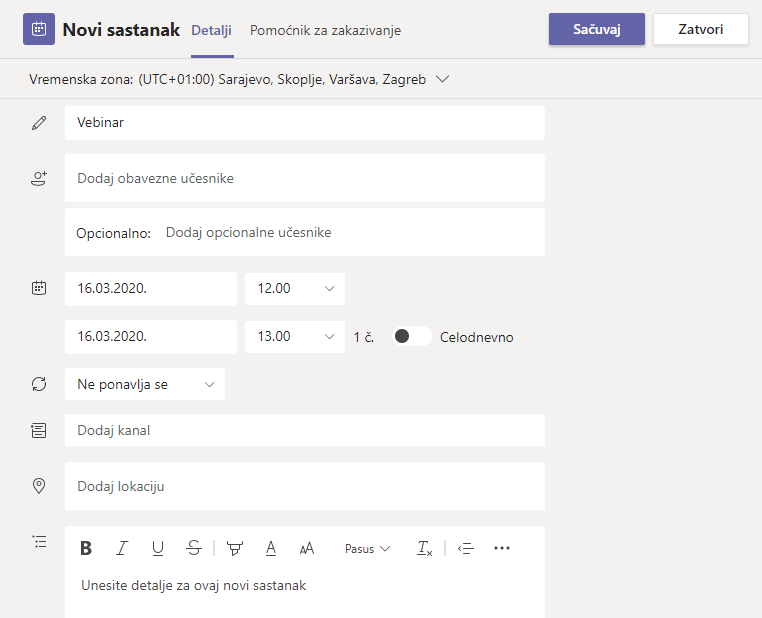 Novi sastanak Detalji Pomoćnik za zakazivanje Sačuvaj Zatvori
Vremenska zona: (UTC+01:00) Sarajevo, Skoplje, Varšava, Zagreb
Vebinar
Dodaj obavezne učesnike
Opcionalno: Dodaj opcionalne učesnike
16.03.2020. 12.00
16.03.2020. 13.00 1 č. Celodnevno
Ne ponavlja se
Dodaj kanal
Dodaj lokaciju
B I U S A AA Pasus Tx
Unesite detalje za ovaj novi sastanak